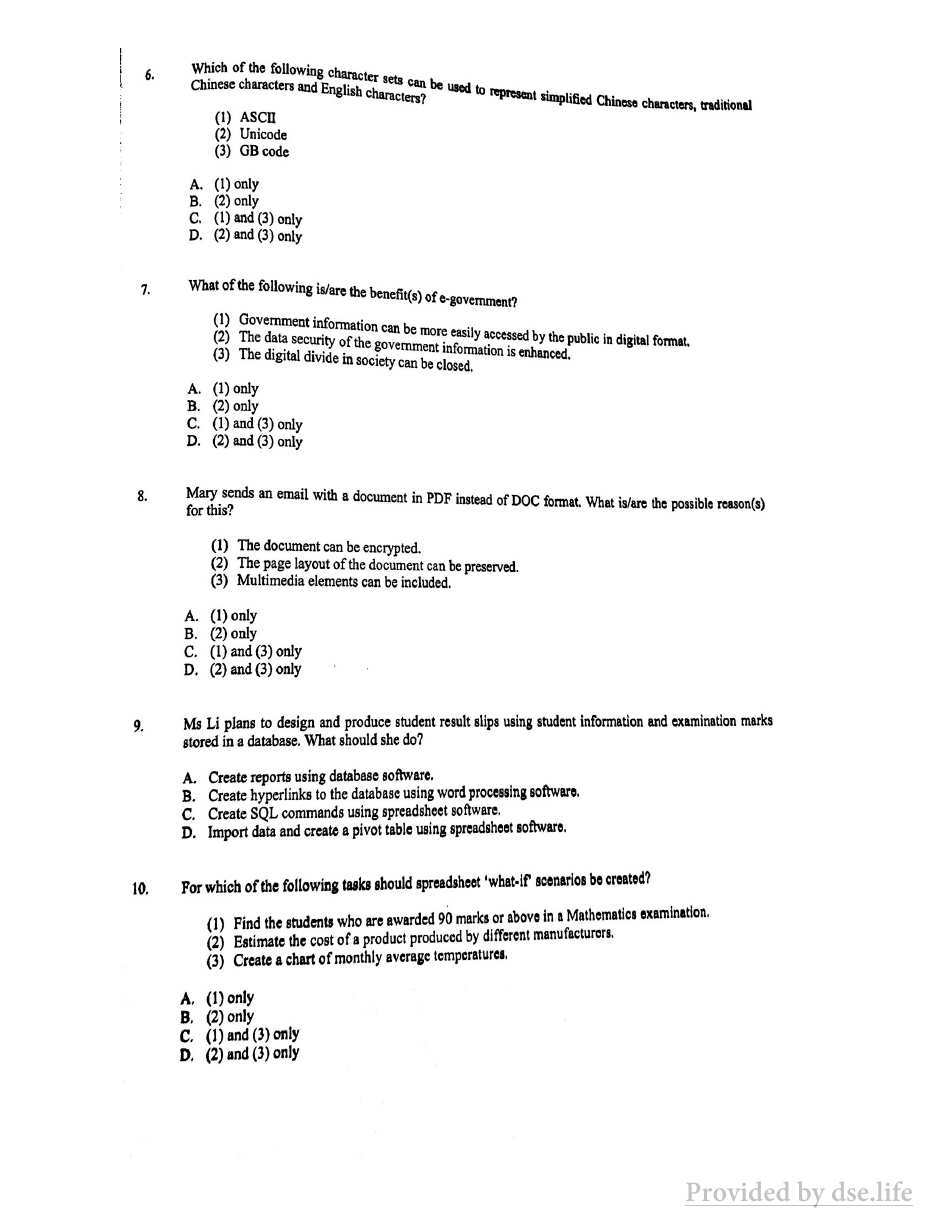 6. Which of the following character sets can be used to represent simplified Chinese characters, traditional
Chinese characters and English characters?
(1) ASCII
(2) Unicode
(3) GB code
A. (1) only
B. (2) only
C. (1) and (3) only
D. (2) and (3) only
7. What of the following is/are the benefit(s) of e-government?
(1) Government information can be more easily accessed by the public in digital format.
(2) The data security of the government information is enhanced.
(3) The digital divide in society can be closed.
A. (1) only
B. (2) only
C. (1) and (3) only
D. (2) and (3) only
8. Mary sends an email with a document in PDF instead of DOC format. What is/are the possible reason(s)
for this?
(1) The document can be encrypted.
(2) The page layout of the document can be preserved.
(3) Multimedia elements can be included.
A. (1) only
B. (2) only
C. (1) and (3) only
D. (2) and (3) only
9. Ms Li plans to design and produce student result slips using student information and examination marks
stored in a database. What should she do?
A. Create reports using database software.
B. Create hyperlinks to the database using word processing software.
C. Create SQL commands using spreadsheet software.
D. Import data and create a pivot table using spreadsheet software.
10. For which of the following tasks should spreadsheet 'what-if' scenarios be created?
(1) Find the students who are awarded 90 marks or above in a Mathematics examination.
(2) Estimate the cost of a product produced by different manufacturers.
(3) Create a chart of monthly average temperatures.
A. (1) only
B. (2) only
C. (1) and (3) only
D. (2) and (3) only
Provided by dse.life